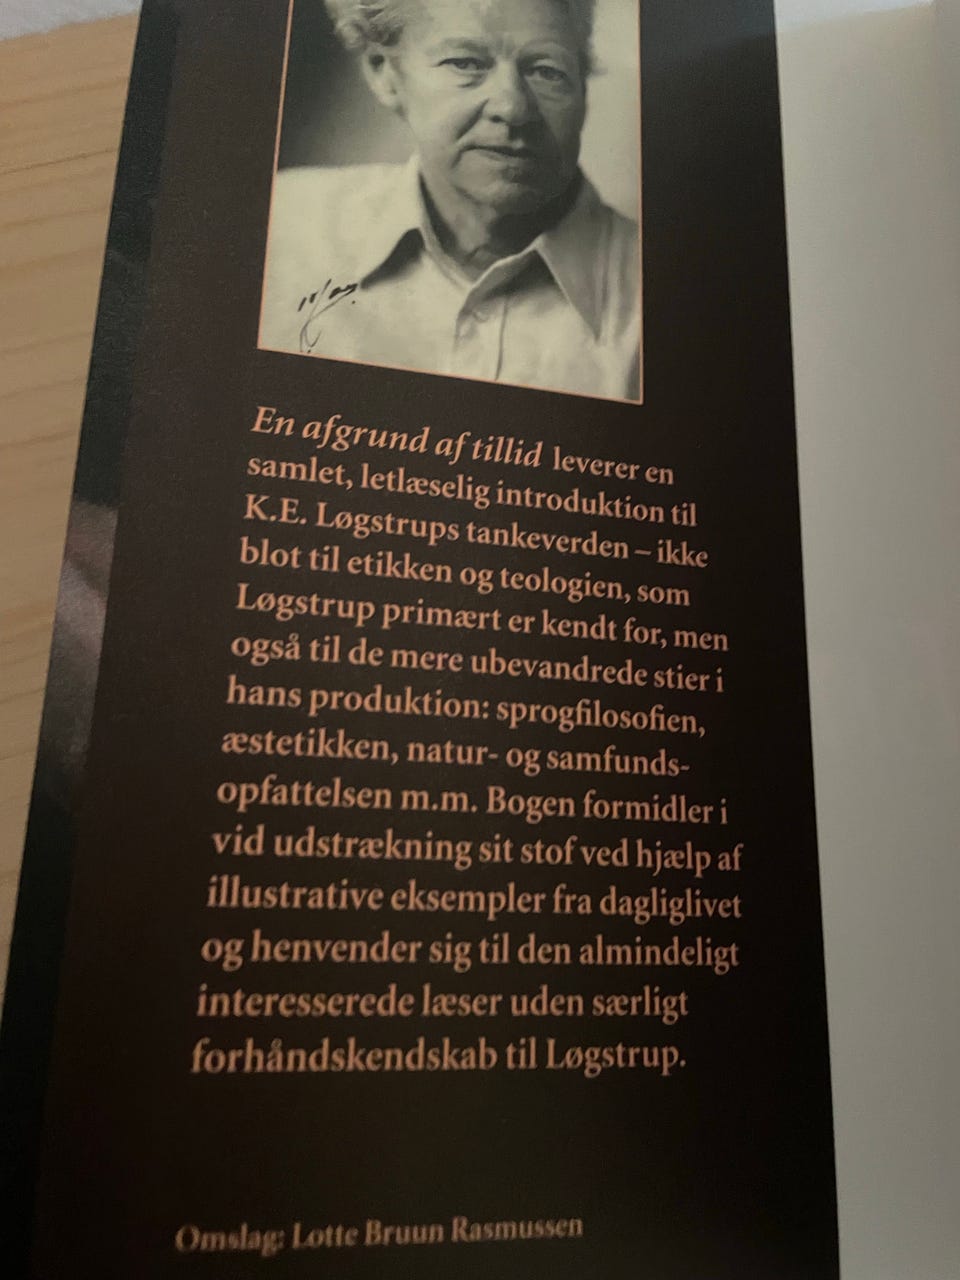 En afgrund af tillid leverer en
samlet, letlæselig introduktion til
K.E. Løgstrups tankeverden – ikke
blot til etikken og teologien, som
Løgstrup primært er kendt for, men
også til de mere ubevandrede stier i
hans produktion: sprogfilosofien,
æstetikken, natur- og samfunds-
opfattelsen m.m. Bogen formidler i
vid udstrækning sit stof ved hjælp af
illustrative eksempler fra dagliglivet
og henvender sig til den almindeligt
interesserede læser uden særligt
forhåndskendskab til Løgstrup.
Omslag: Lotte Bruun Rasmussen